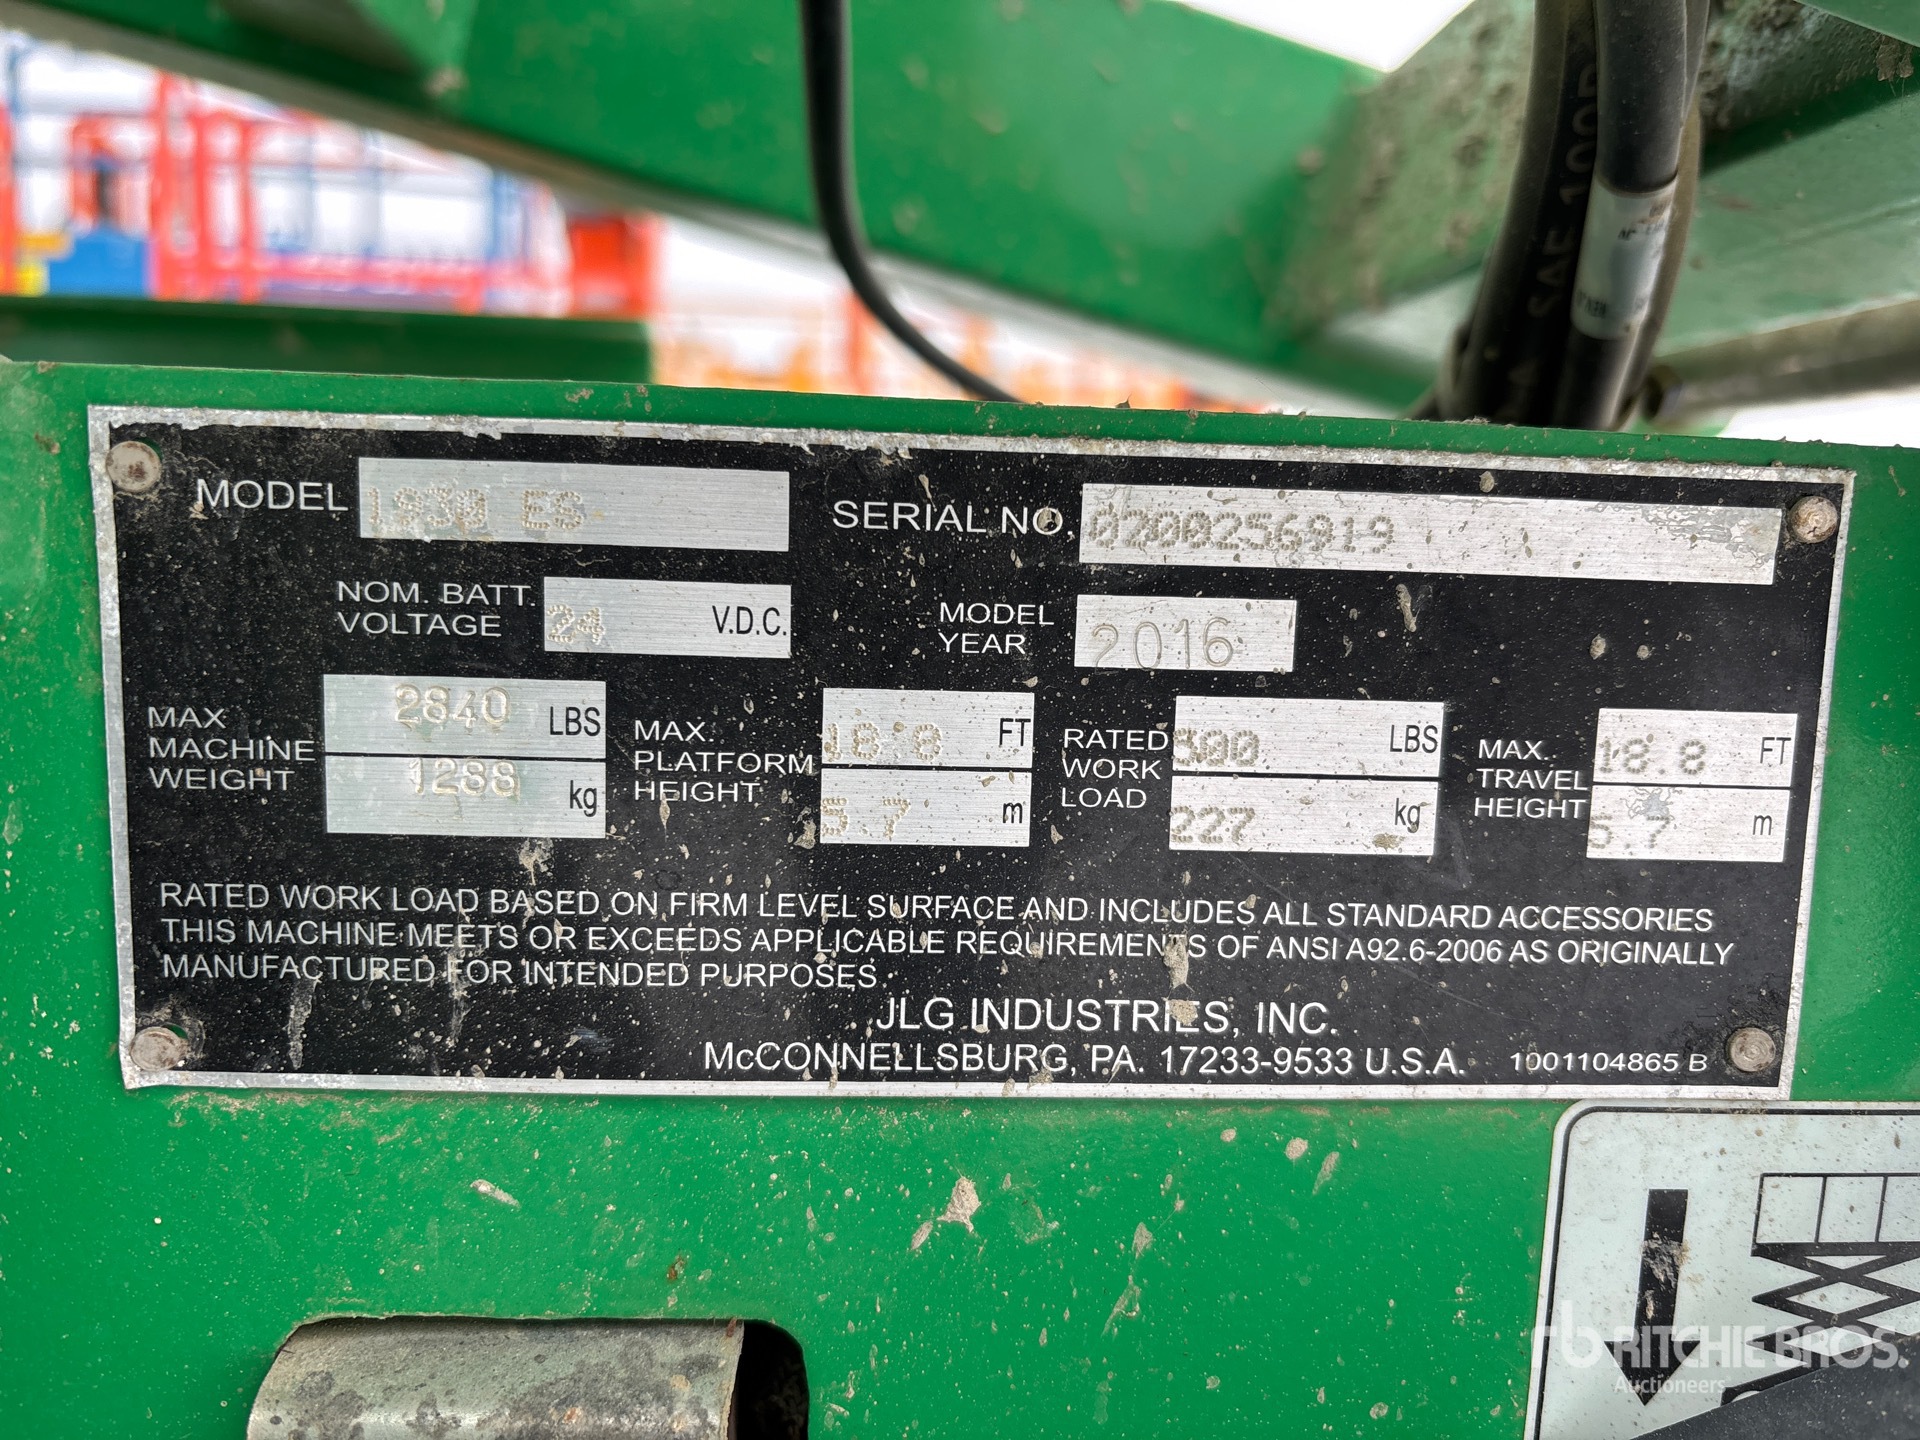 MODEL 1930 ES SERIAL NO. 0200256919
NOM. BATT. VOLTAGE 24 V.D.C. MODEL YEAR 2016
MAX MACHINE WEIGHT 2840 LBS 1288 kg MAX. PLATFORM HEIGHT 18.8 FT 5.7 m RATED WORK LOAD 500 LBS 227 kg MAX. TRAVEL HEIGHT 18.8 FT 5.7 m
RATED WORK LOAD BASED ON FIRM LEVEL SURFACE AND INCLUDES ALL STANDARD ACCESSORIES
THIS MACHINE MEETS OR EXCEEDS APPLICABLE REQUIREMENTS OF ANSI A92.6-2006 AS ORIGINALLY
MANUFACTURED FOR INTENDED PURPOSES.
JLG INDUSTRIES, INC.
McCONNELLSBURG, PA. 17233-9533 U.S.A. 1001104865 B
SAE 100R
rb RITCHIE BROS.
Auctioneers